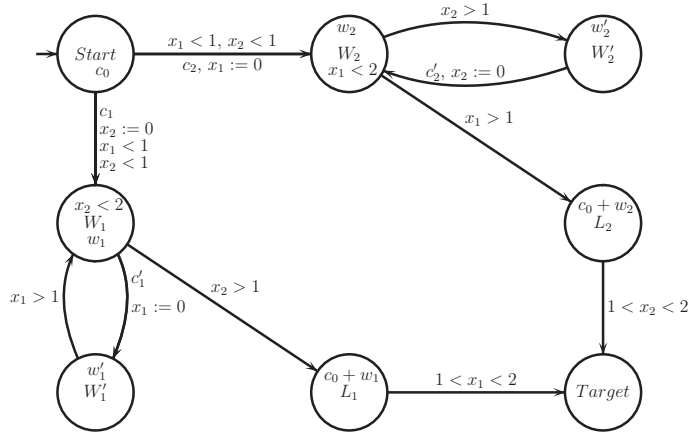 Start
c₀
x₁ < 1, x₂ < 1
c₂, x₁ := 0
w₂
W₂
x₁ < 2
x₂ > 1
c′₂, x₂ := 0
w′₂
W′₂
c₁
x₂ := 0
x₁ < 1
x₂ < 1
x₁ > 1
x₂ < 2
W₁
w₁
c₀ + w₂
L₂
c′₁
x₁ := 0
x₁ > 1
x₂ > 1
1 < x₂ < 2
w′₁
W′₁
c₀ + w₁
L₁
1 < x₁ < 2
Target